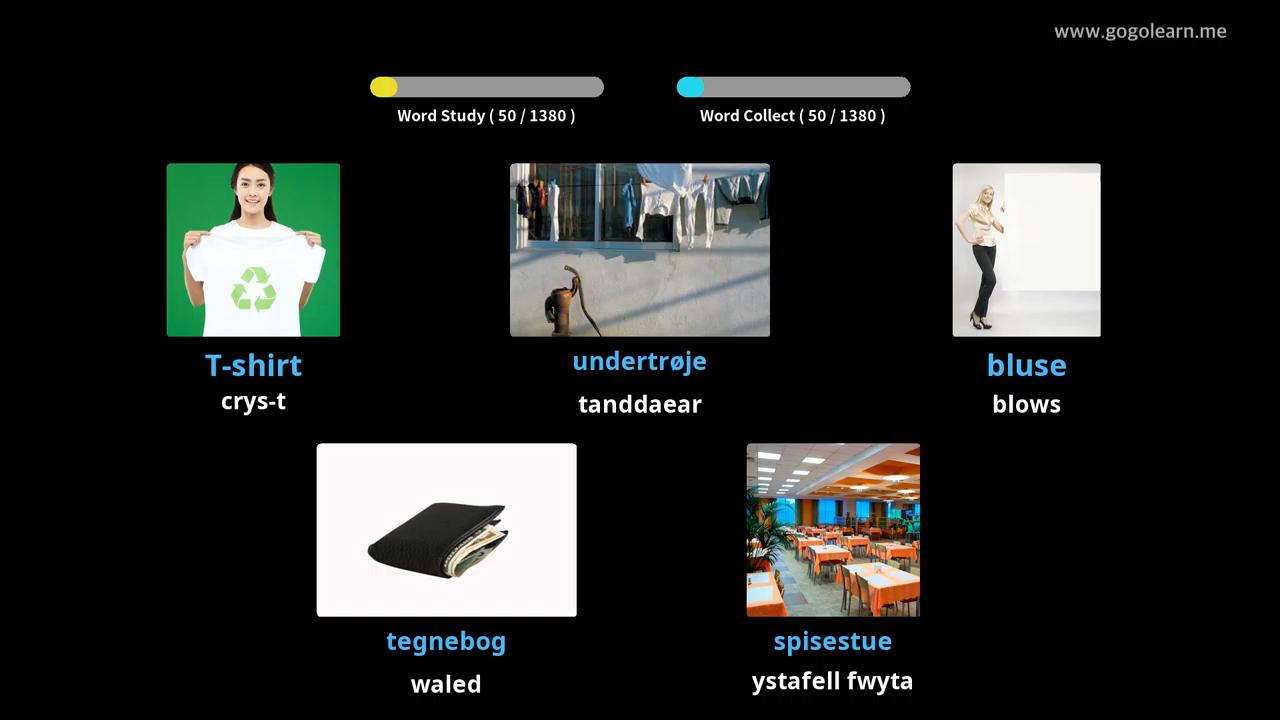 www.gogolearn.me
Word Study ( 50 / 1380 )
Word Collect ( 50 / 1380 )
T-shirt
crys-t
undertrøje
tanddaear
bluse
blows
tegnebog
waled
spisestue
ystafell fwyta